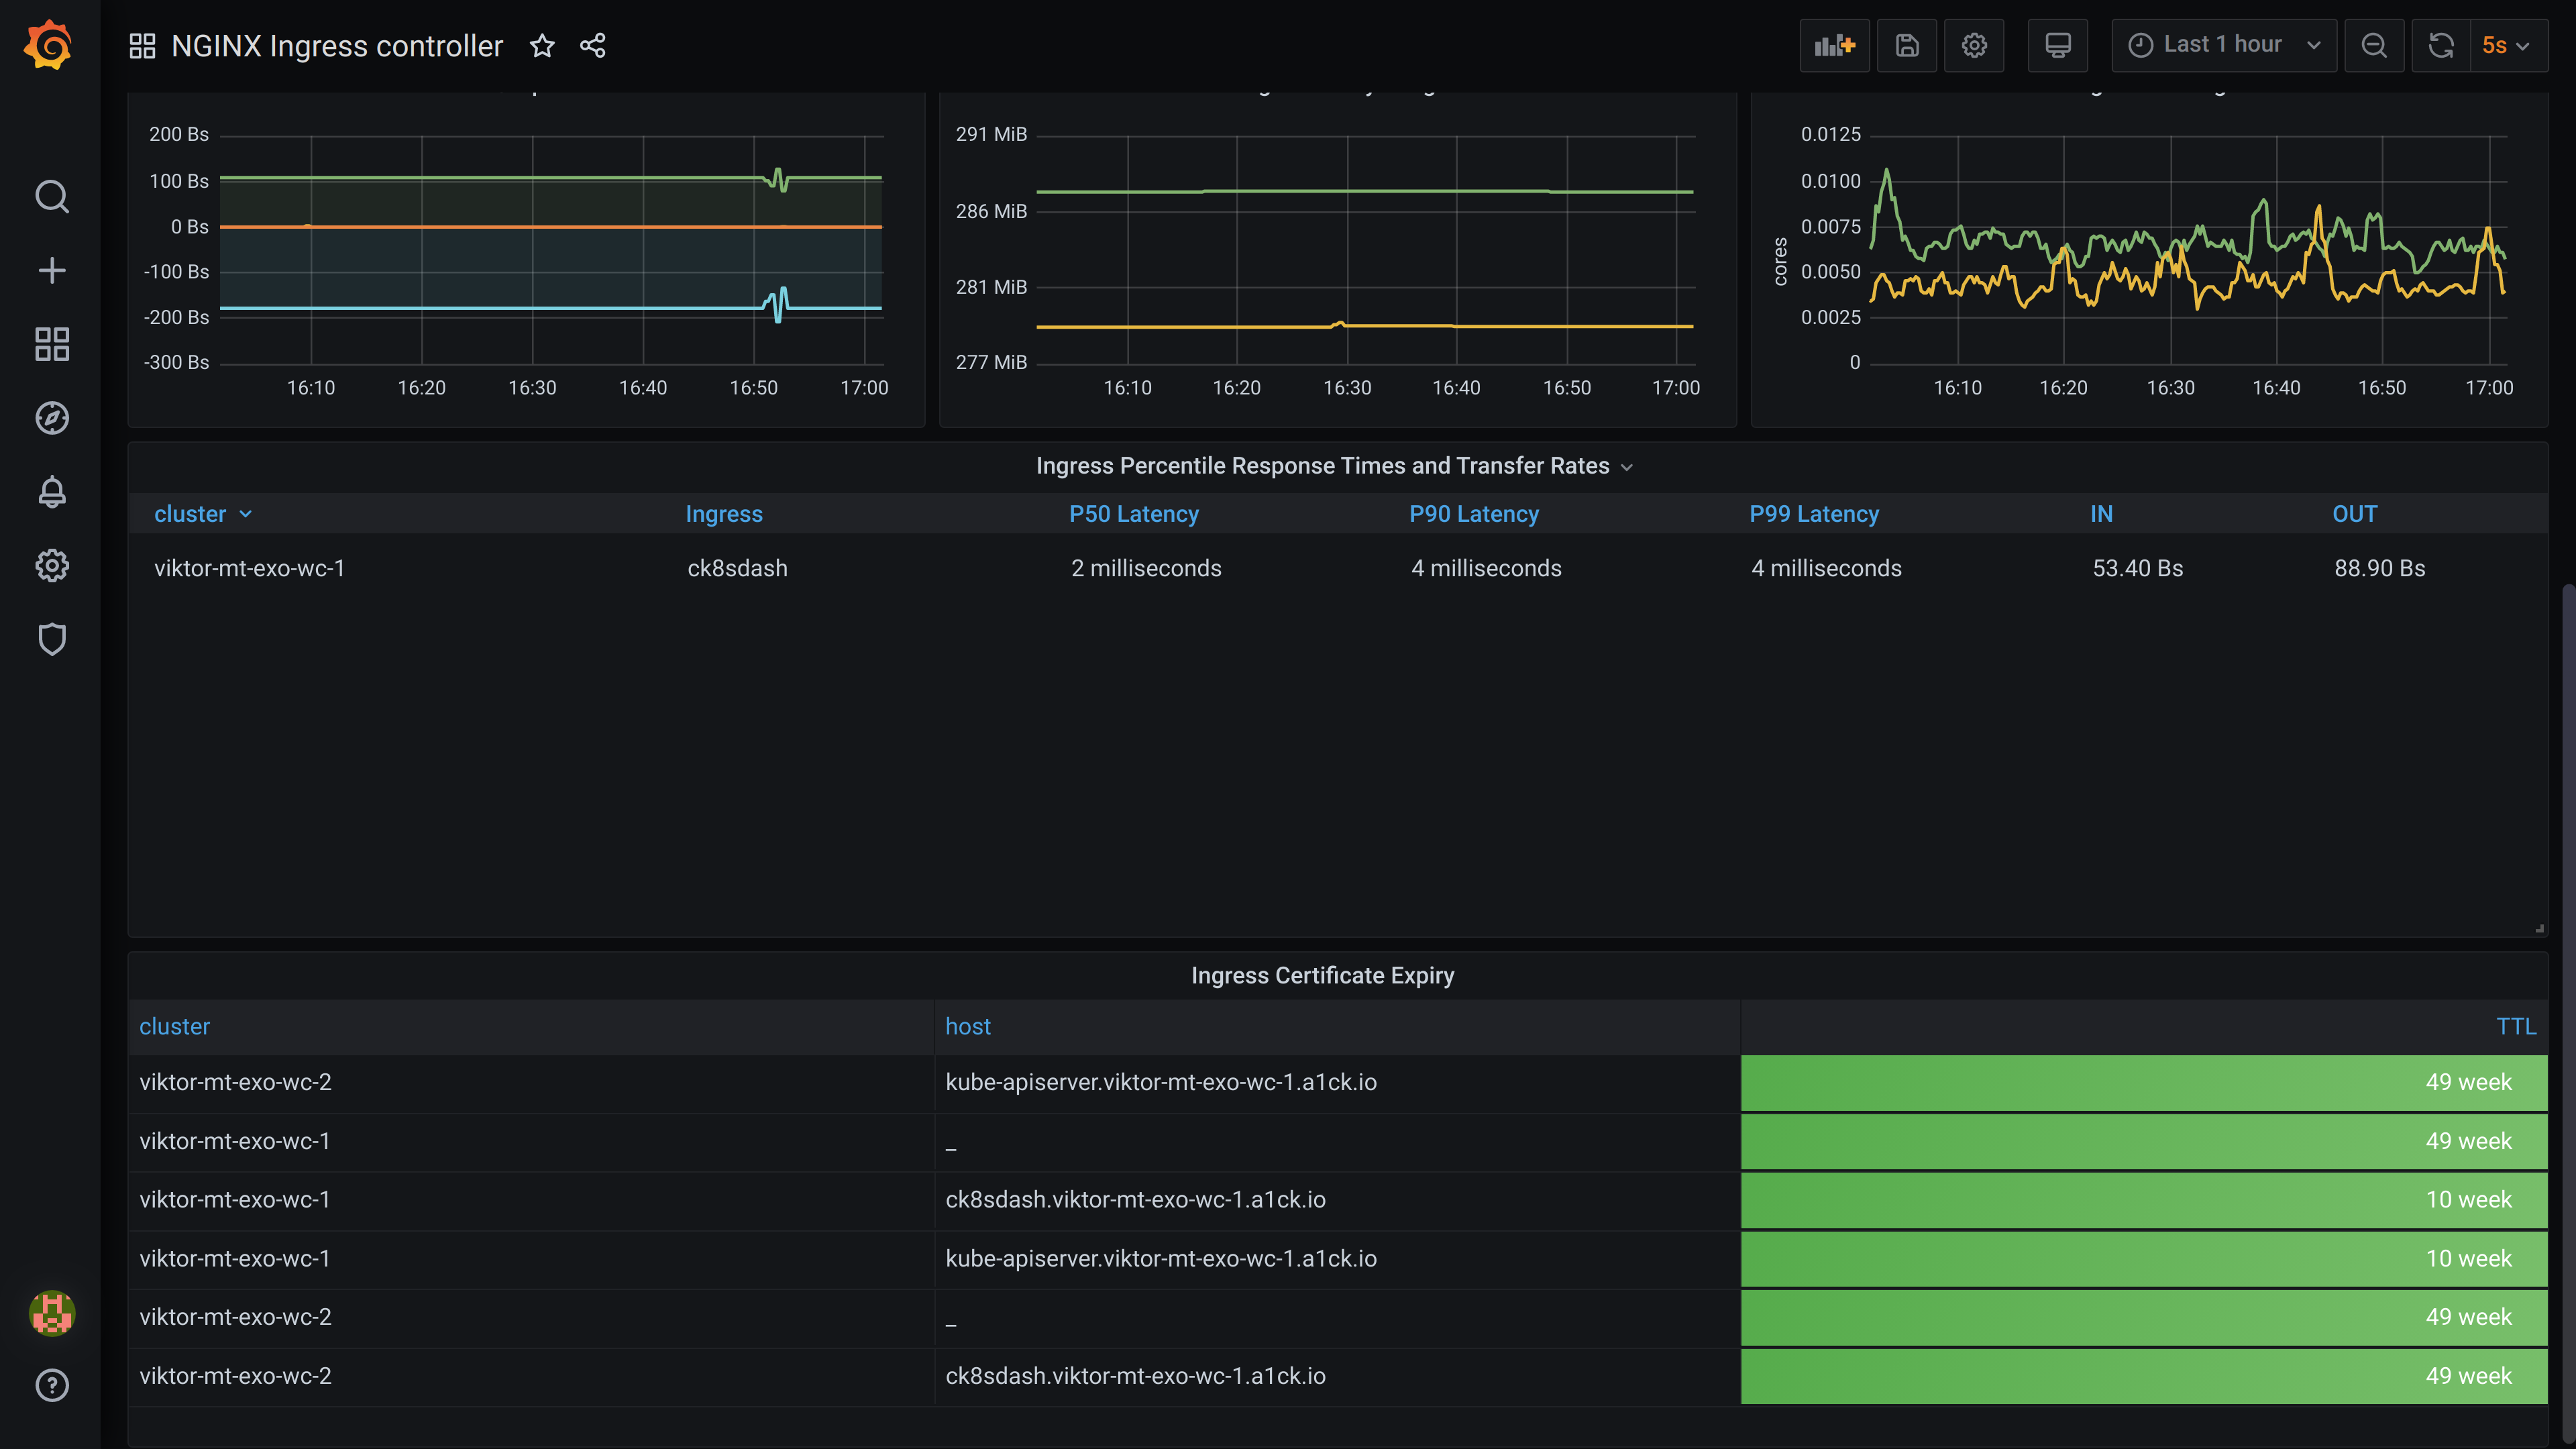 NGINX Ingress controller
Last 1 hour
5s
200 Bs
100 Bs
0 Bs
-100 Bs
-200 Bs
-300 Bs
16:10 16:20 16:30 16:40 16:50 17:00
291 MiB
286 MiB
281 MiB
277 MiB
16:10 16:20 16:30 16:40 16:50 17:00
cores
0.0125
0.0100
0.0075
0.0050
0.0025
0
16:10 16:20 16:30 16:40 16:50 17:00
Ingress Percentile Response Times and Transfer Rates
cluster Ingress P50 Latency P90 Latency P99 Latency IN OUT
viktor-mt-exo-wc-1 ck8sdash 2 milliseconds 4 milliseconds 4 milliseconds 53.40 Bs 88.90 Bs
Ingress Certificate Expiry
cluster host TTL
viktor-mt-exo-wc-2 kube-apiserver.viktor-mt-exo-wc-1.a1ck.io 49 week
viktor-mt-exo-wc-1 _ 49 week
viktor-mt-exo-wc-1 ck8sdash.viktor-mt-exo-wc-1.a1ck.io 10 week
viktor-mt-exo-wc-1 kube-apiserver.viktor-mt-exo-wc-1.a1ck.io 10 week
viktor-mt-exo-wc-2 _ 49 week
viktor-mt-exo-wc-2 ck8sdash.viktor-mt-exo-wc-1.a1ck.io 49 week